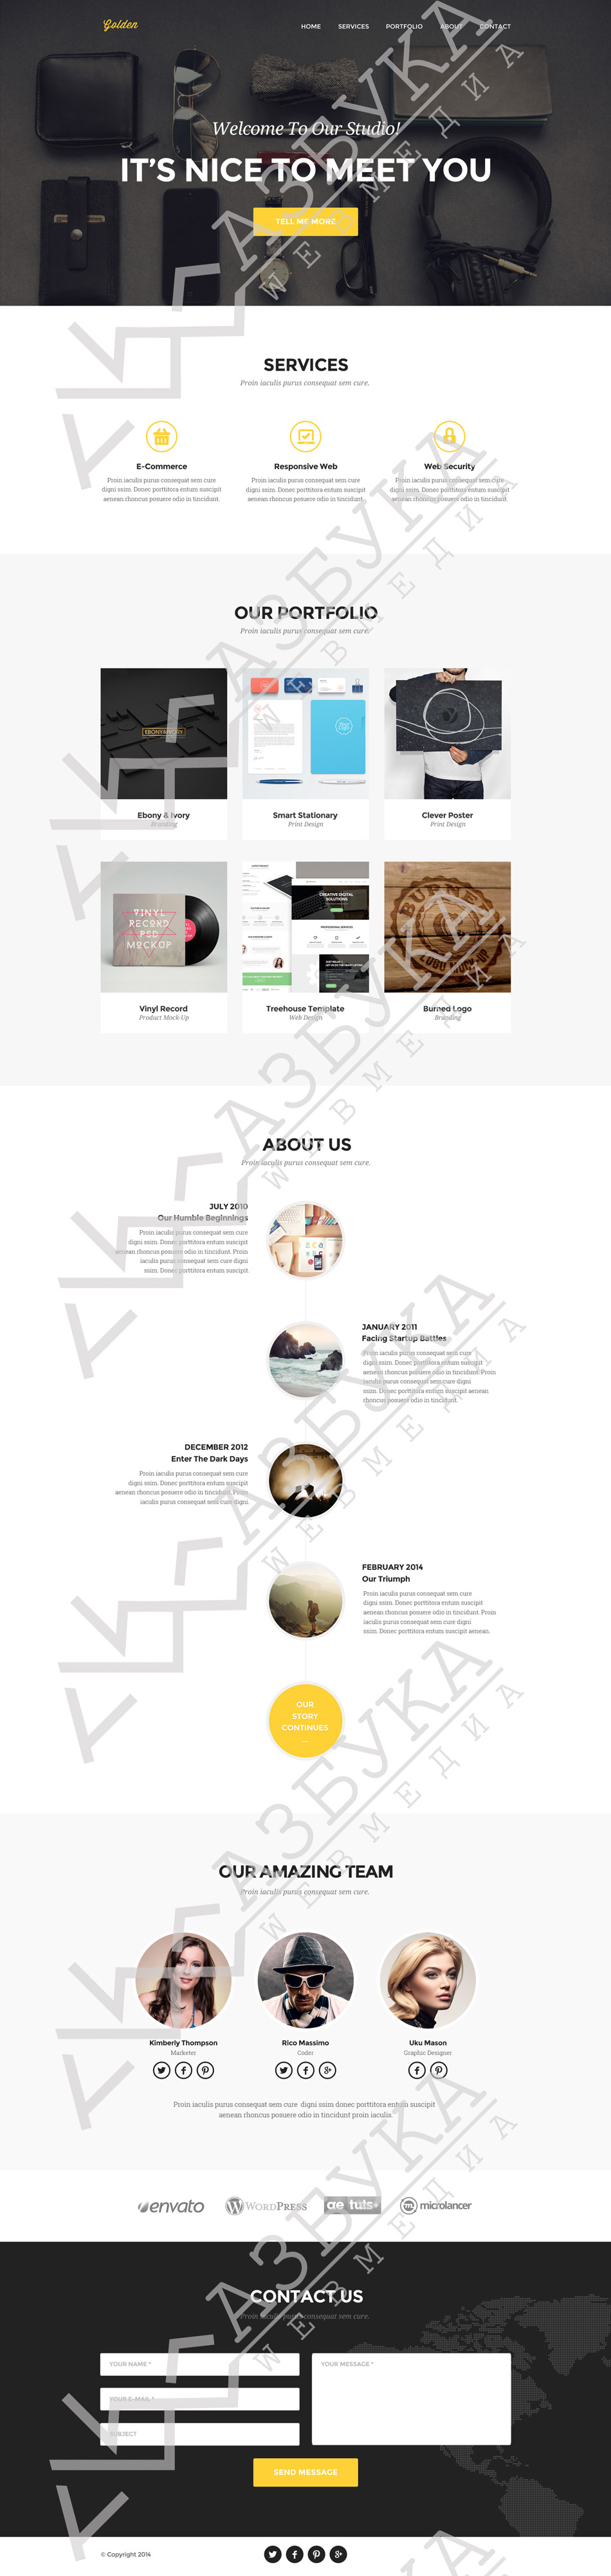 Golden
HOME SERVICES PORTFOLIO ABOUT CONTACT
Welcome To Our Studio!
IT'S NICE TO MEET YOU
TELL ME MORE
SERVICES
Proin iaculis purus consequat sem cure.
E-Commerce
Proin iaculis purus consequat sem cure
digni ssim. Donec porttitora entum suscipit
aenean rhoncus posuere odio in tincidunt.
Responsive Web
Proin iaculis purus consequat sem cure
digni ssim. Donec porttitora entum suscipit
aenean rhoncus posuere odio in tincidunt.
Web Security
Proin iaculis purus consequat sem cure
digni ssim. Donec porttitora entum suscipit
aenean rhoncus posuere odio in tincidunt.
OUR PORTFOLIO
Proin iaculis purus consequat sem cure.
EBONY&IVORY
Ebony & Ivory
Branding
Smart Stationary
Print Design
Clever Poster
Print Design
VINYL
RECORD
PSD
MOCKUP
Vinyl Record
Product Mock-Up
CREATIVE DIGITAL
SOLUTIONS
Treehouse Template
Web Design
Burned Logo
Branding
ABOUT US
Proin iaculis purus consequat sem cure.
JULY 2010
Our Humble Beginnings
Proin iaculis purus consequat sem cure
digni ssim. Donec porttitora entum suscipit
aenean rhoncus posuere odio in tincidunt. Proin
iaculis purus consequat sem cure digni
ssim. Donec porttitora entum suscipit.
JANUARY 2011
Facing Startup Battles
Proin iaculis purus consequat sem cure
digni ssim. Donec porttitora entum suscipit
aenean rhoncus posuere odio in tincidunt. Proin
iaculis purus consequat sem cure digni
ssim. Donec porttitora entum suscipit aenean
rhoncus posuere odio in tincidunt.
DECEMBER 2012
Enter The Dark Days
Proin iaculis purus consequat sem cure
digni ssim. Donec porttitora entum suscipit
aenean rhoncus posuere odio in tincidunt. Proin
iaculis purus consequat sem cure digni
FEBRUARY 2014
Our Triumph
Proin iaculis purus consequat sem cure
digni ssim. Donec porttitora entum suscipit
aenean rhoncus posuere odio in tincidunt. Proin
iaculis purus consequat sem cure digni
ssim. Donec porttitora entum suscipit aenean.
OUR
STORY
CONTINUES
...
OUR AMAZING TEAM
Proin iaculis purus consequat sem cure.
Kimberly Thompson
Marketer
Rico Massimo
Coder
Uku Mason
Graphic Designer
Proin iaculis purus consequat sem cure digni ssim donec porttitora entum suscipit
aenean rhoncus posuere odio in tincidunt proin iaculis.
envato
WORDPRESS
ae tuts+
microlancer
CONTACT US
Proin iaculis purus consequat sem cure.
YOUR NAME *
YOUR E-MAIL *
SUBJECT
YOUR MESSAGE *
SEND MESSAGE
© Copyright 2014
АЗБУКА
WEBМЕДИА
АЗБУКА
WEBМЕДИА
АЗБУКА
WEBМЕДИА
АЗБУКА
WEBМЕДИА
АЗБУКА
WEBМЕДИА
АЗБУКА
WEBМЕДИА